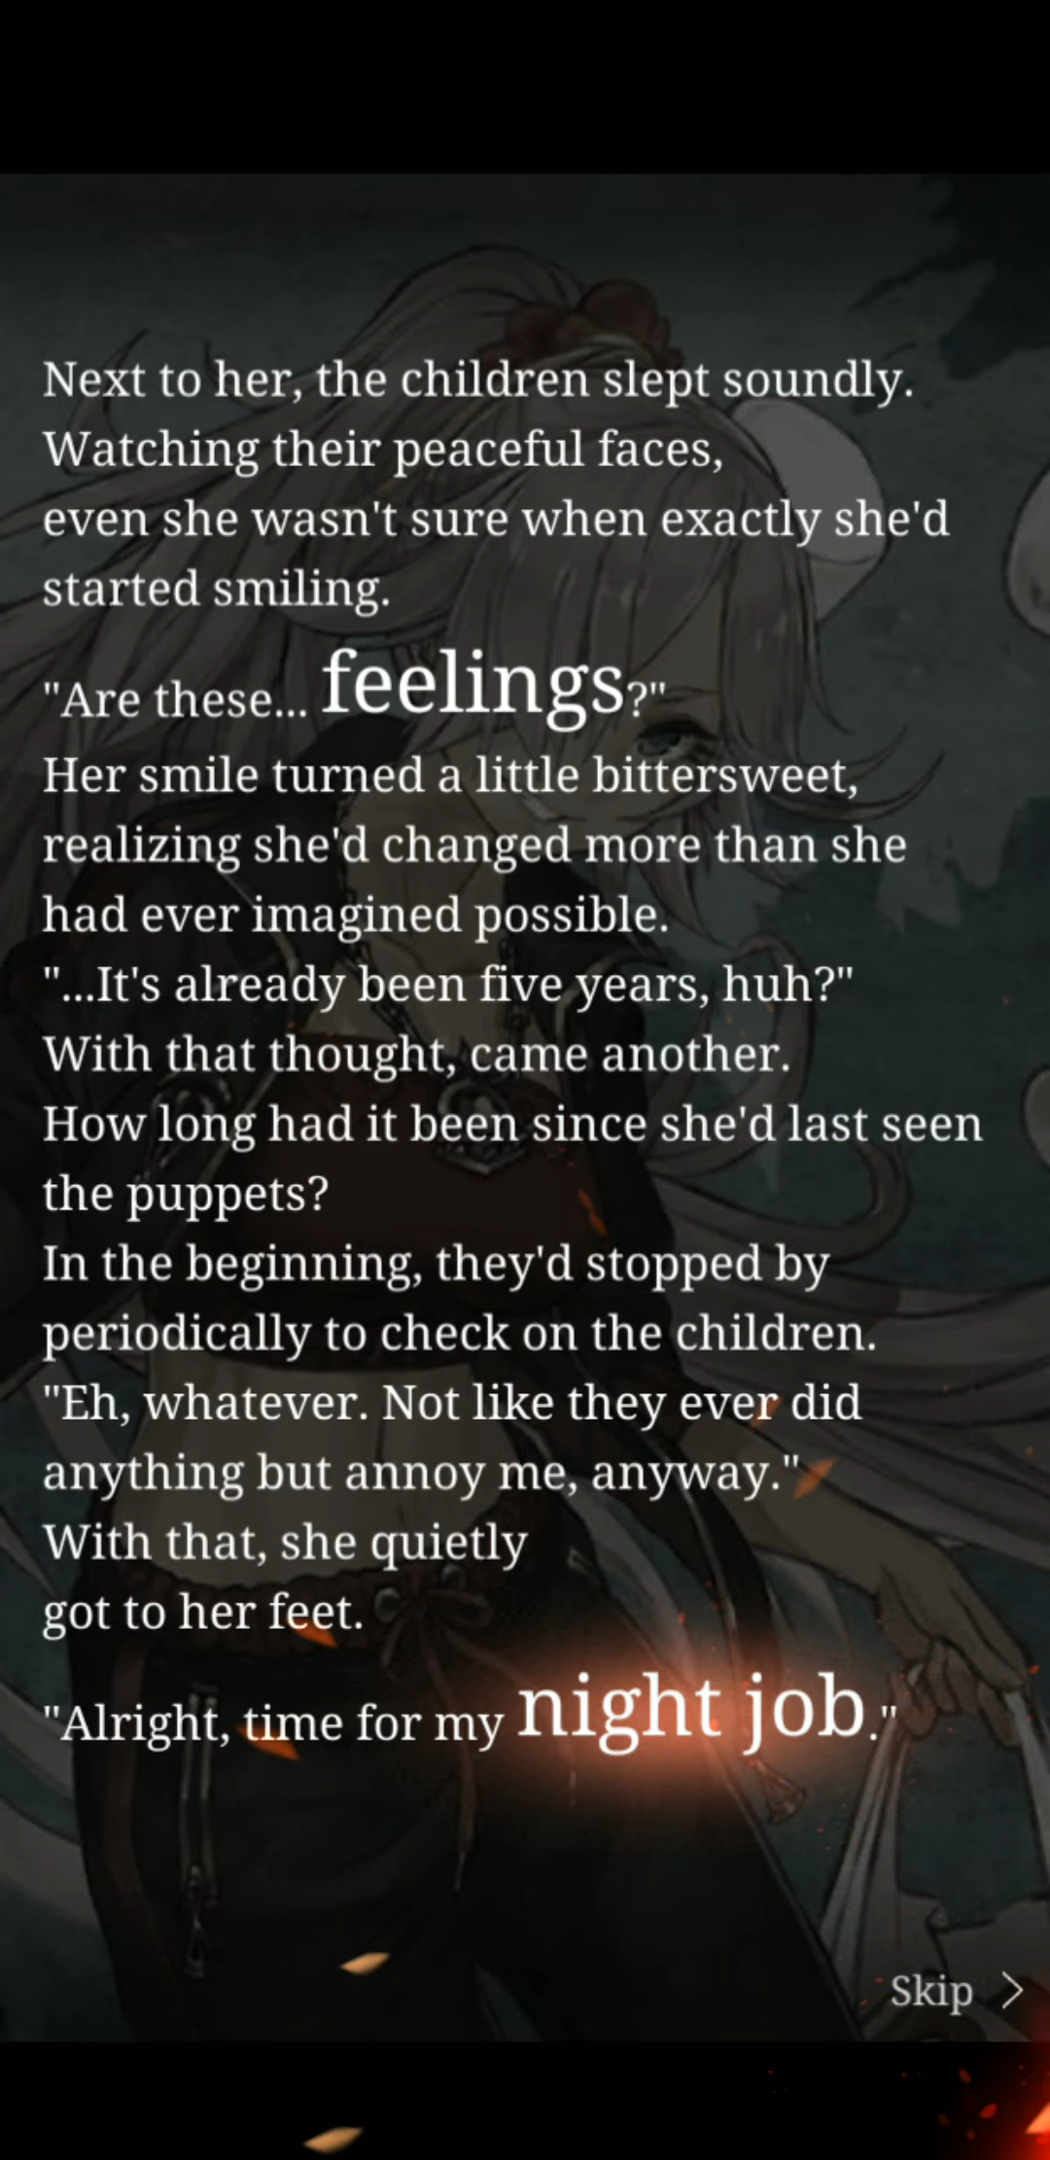 Next to her, the children slept soundly.
Watching their peaceful faces,
even she wasn't sure when exactly she'd
started smiling.
"Are these... feelings?"
Her smile turned a little bittersweet,
realizing she'd changed more than she
had ever imagined possible.
"...It's already been five years, huh?"
With that thought, came another.
How long had it been since she'd last seen
the puppets?
In the beginning, they'd stopped by
periodically to check on the children.
"Eh, whatever. Not like they ever did
anything but annoy me, anyway."
With that, she quietly
got to her feet.
"Alright, time for my night job."
Skip >